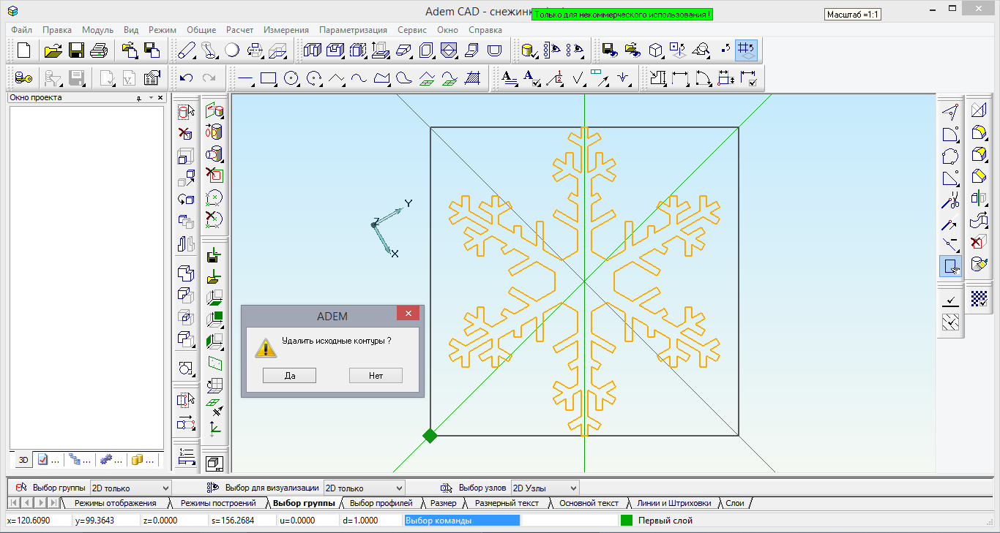 Adem CAD - снежинк
Только для некоммерческого использования !
Масштаб =1:1
Файл Правка Модуль Вид Режим Общие Расчет Измерения Параметризация Сервис Окно Справка
Окно проекта
Y
Z
X
ADEM
Удалить исходные контуры ?
Да Нет
3D ... ... ... ...
Выбор группы 2D только Выбор для визуализации 2D только Выбор узлов 2D Узлы
Режимы отображения Режимы построений Выбор группы Выбор профилей Размер Размерный текст Основной текст Линии и Штриховки Слои
x=120.6090 y=99.3643 z=0.0000 s=156.2684 u=0.0000 d=1.0000 Выбор команды Первый слой